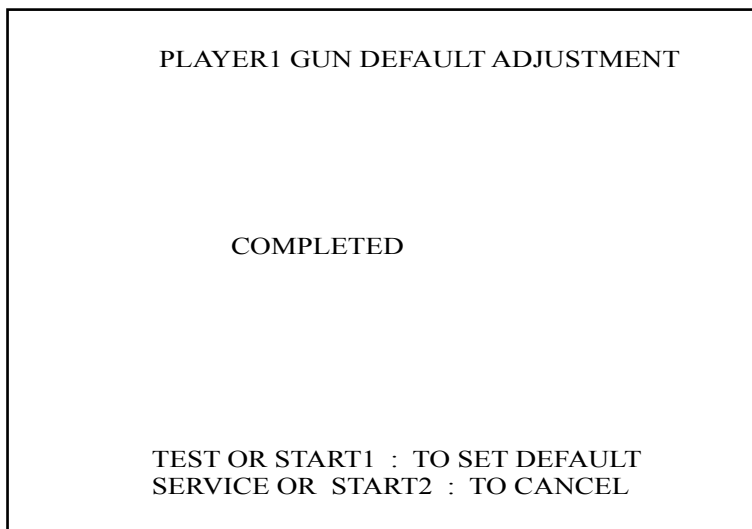 PLAYER1 GUN DEFAULT ADJUSTMENT
COMPLETED
TEST OR START1 : TO SET DEFAULT
SERVICE OR START2 : TO CANCEL